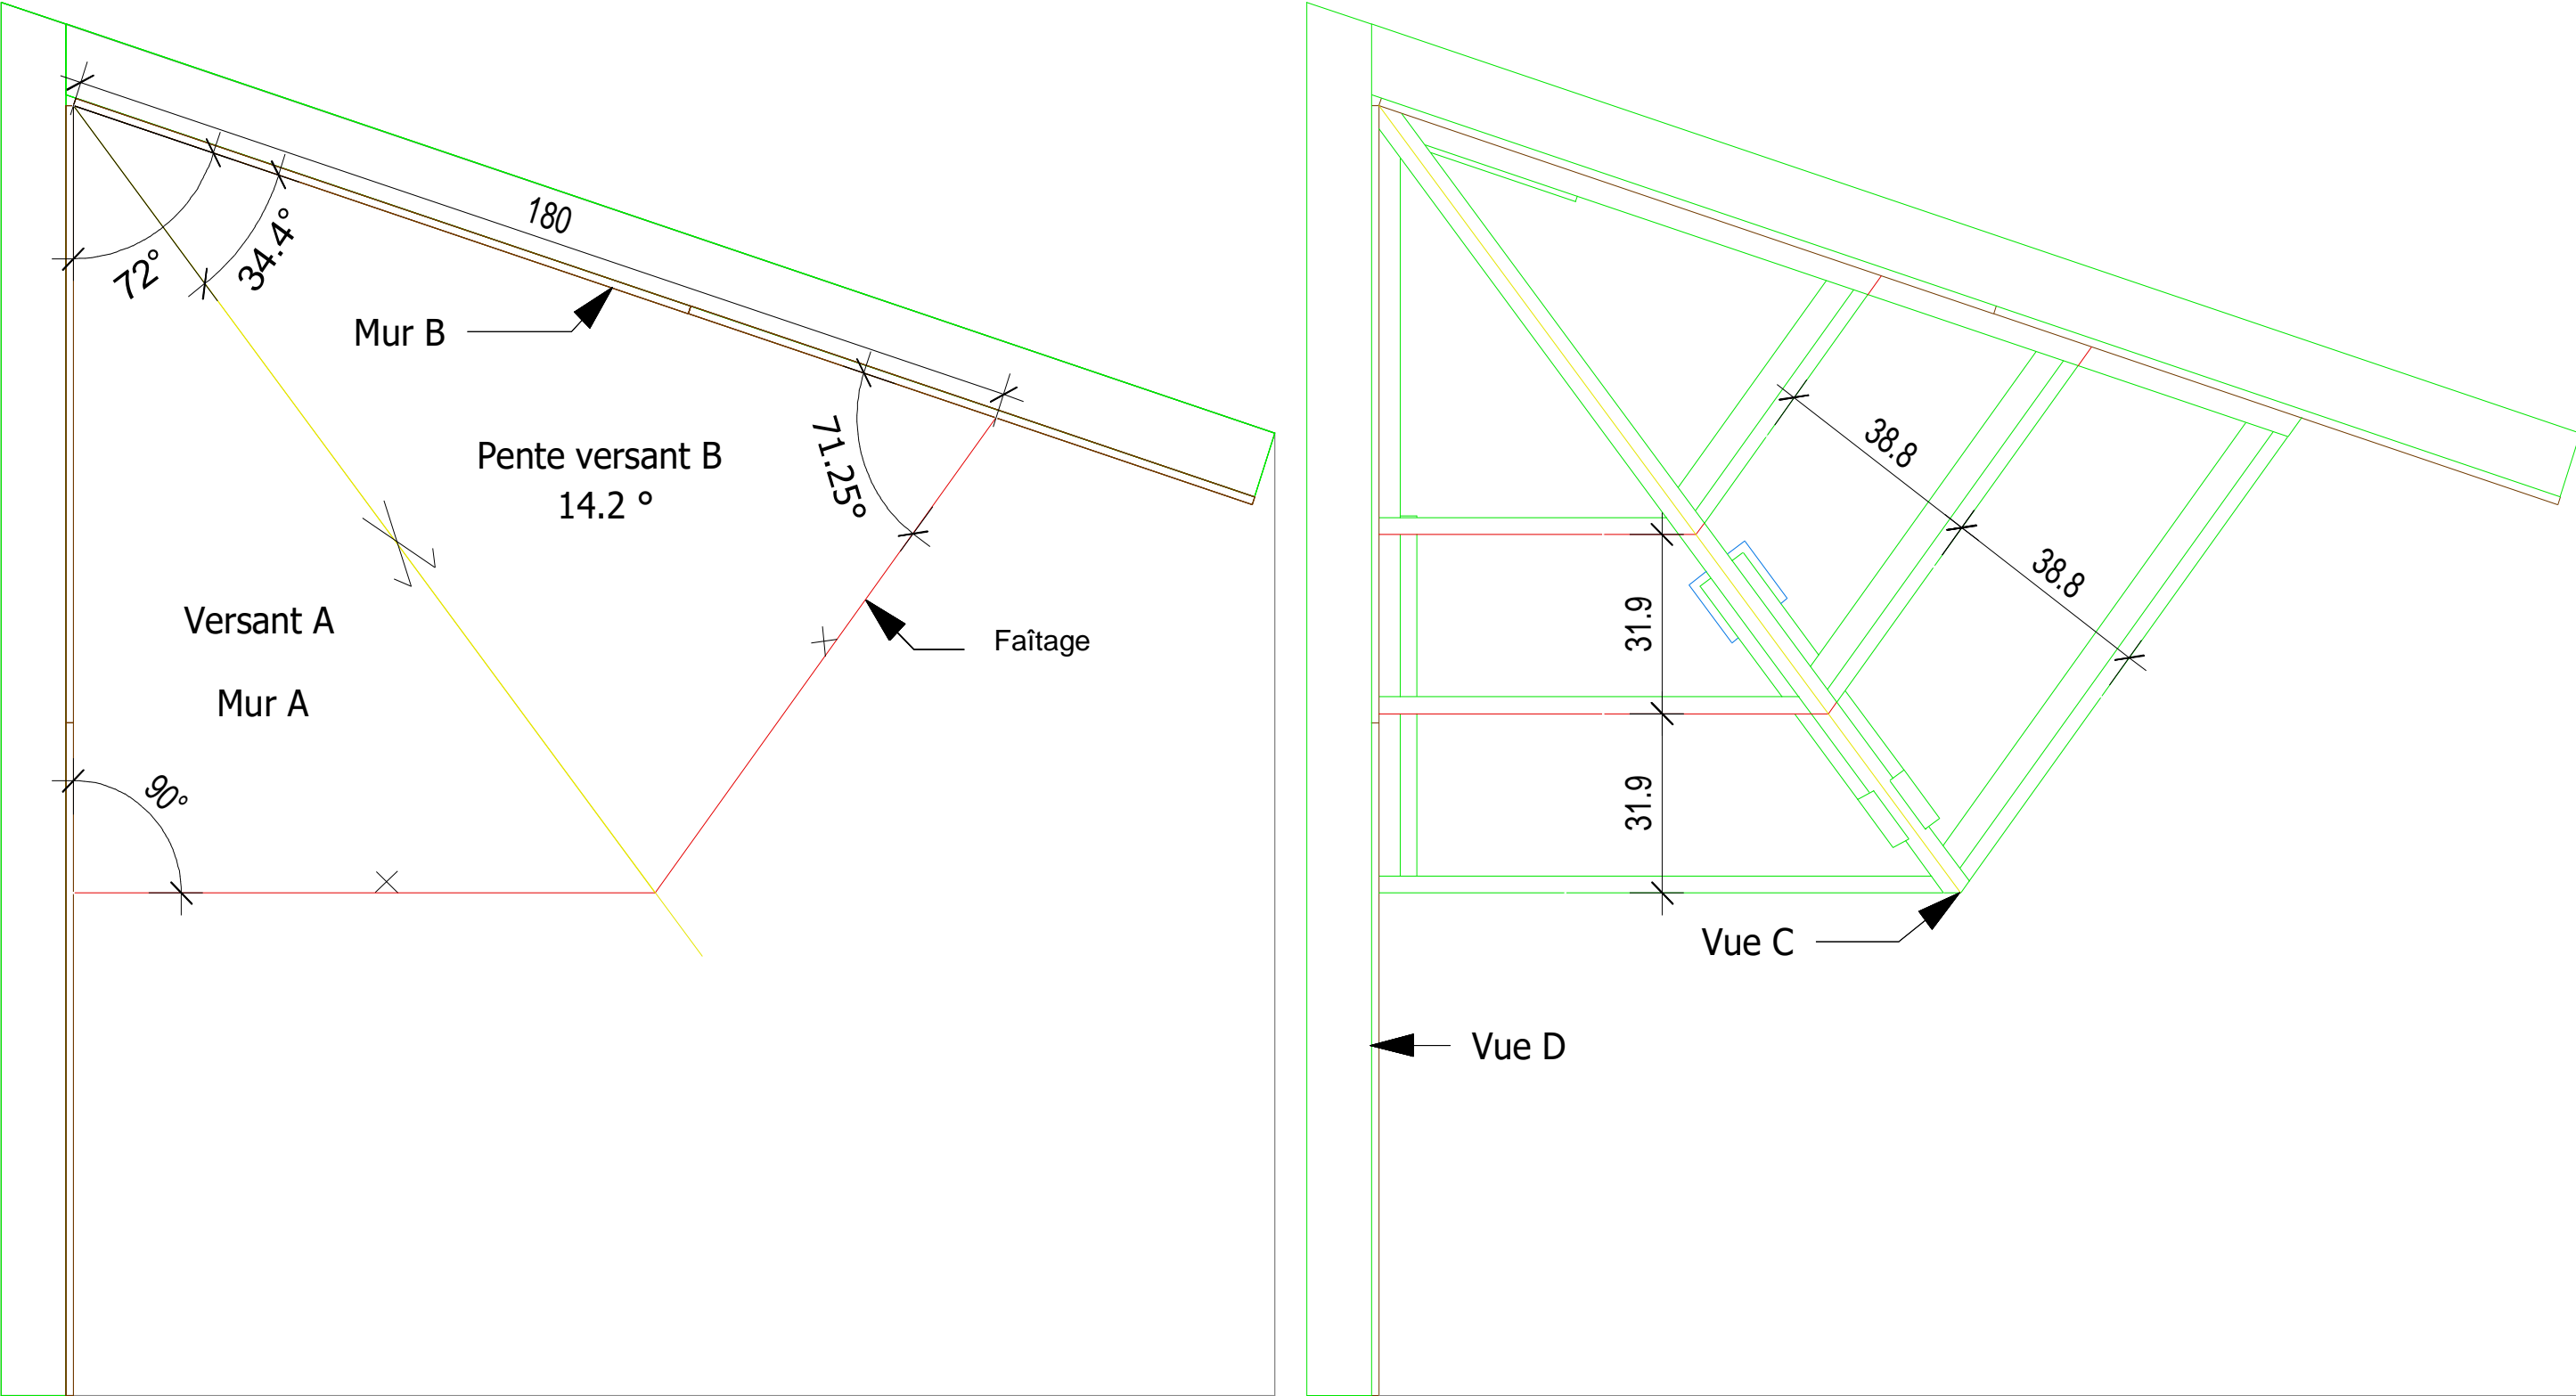 180
72°
34.4°
Mur B
Pente versant B
14.2 °
71.25°
Versant A
Mur A
Faîtage
90°
38.8
38.8
31.9
31.9
Vue C
Vue D